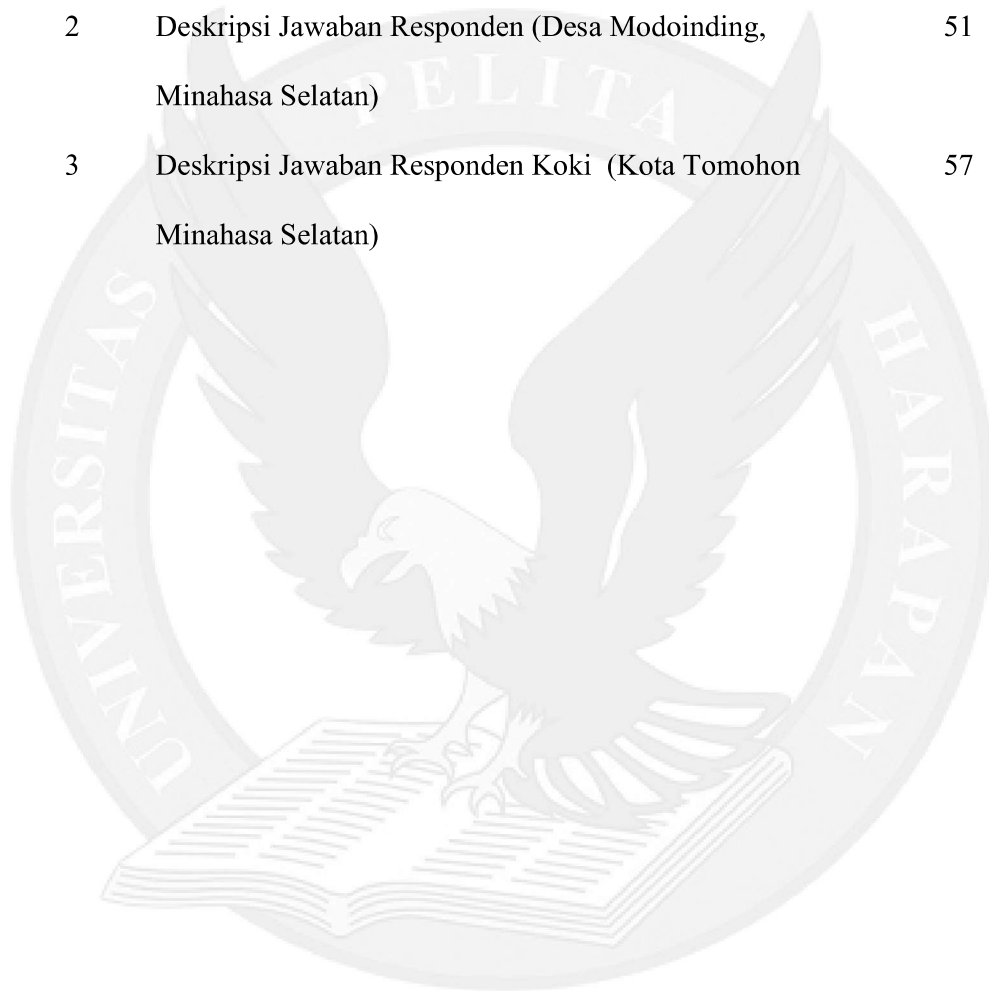 2 Deskripsi Jawaban Responden (Desa Modoinding, 51
Minahasa Selatan)
3 Deskripsi Jawaban Responden Koki (Kota Tomohon 57
Minahasa Selatan)
UNIVERSITAS PELITA HARAPAN